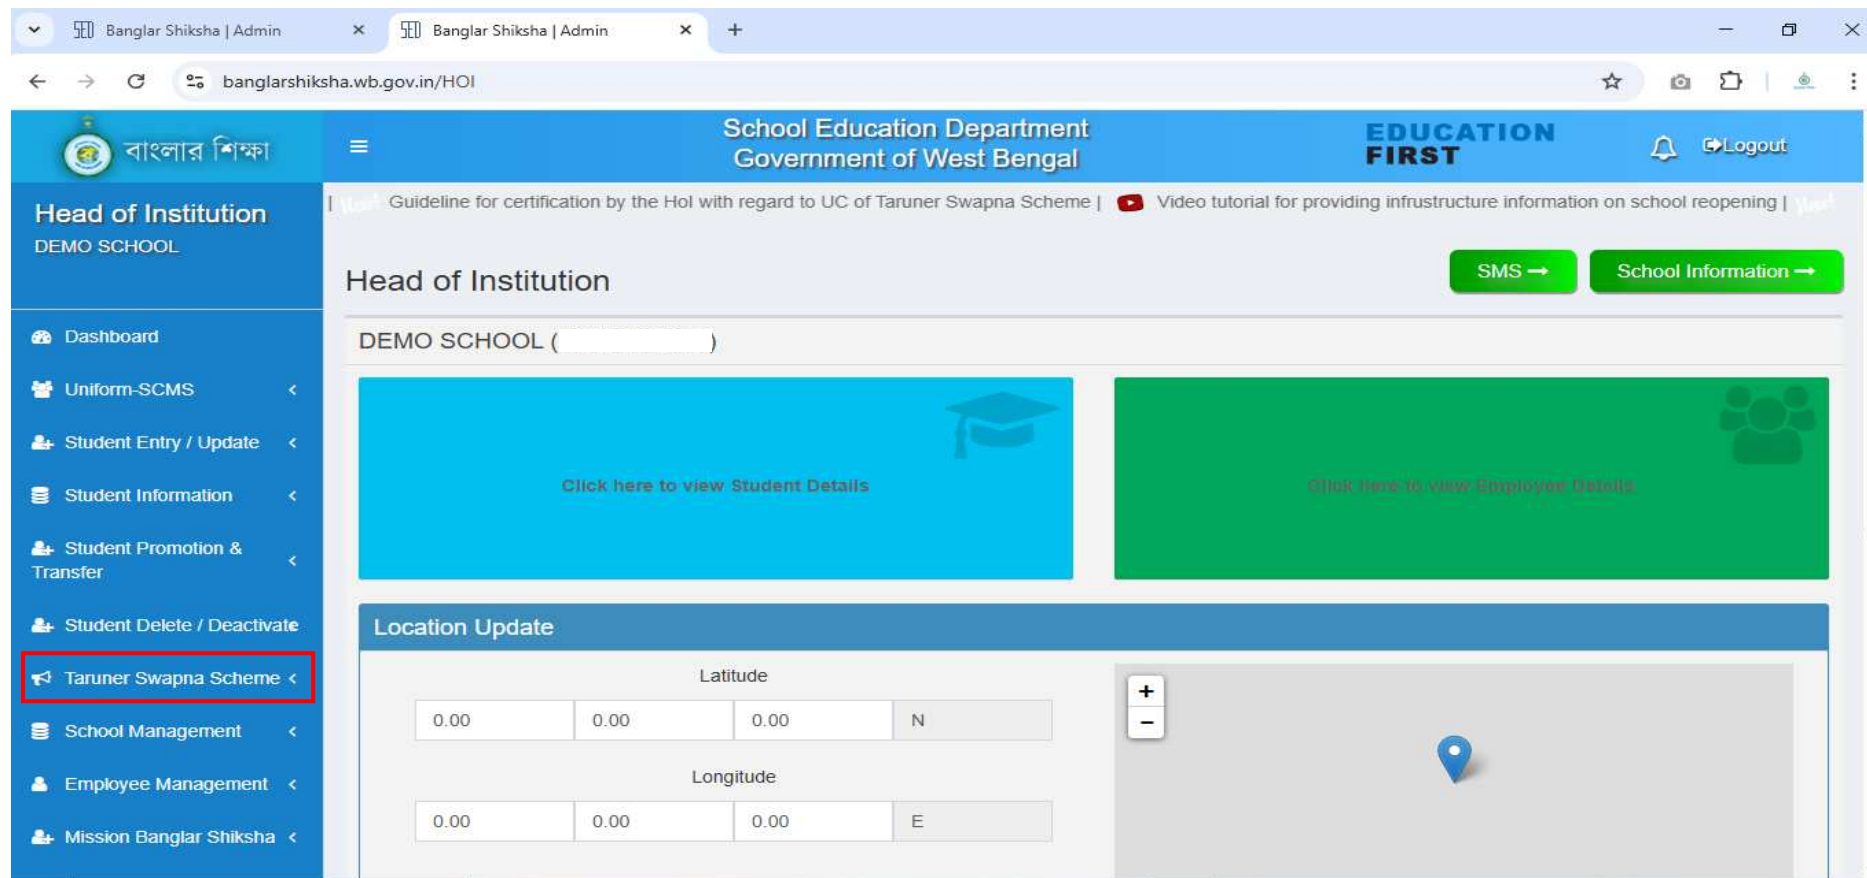 Banglar Shiksha | Admin
Banglar Shiksha | Admin
banglarshiksha.wb.gov.in/HOI
বাংলার শিক্ষা
School Education Department
Government of West Bengal
EDUCATION
FIRST
Logout
Head of Institution
DEMO SCHOOL
| Guideline for certification by the HoI with regard to UC of Taruner Swapna Scheme | Video tutorial for providing infrustructure information on school reopening |
Head of Institution
SMS
School Information
DEMO SCHOOL ( )
Dashboard
Uniform-SCMS
Student Entry / Update
Student Information
Student Promotion &
Transfer
Student Delete / Deactivate
Taruner Swapna Scheme
School Management
Employee Management
Mission Banglar Shiksha
Click here to view Student Details
Click here to view Employee Details
Location Update
Latitude
0.00 0.00 0.00 N
Longitude
0.00 0.00 0.00 E
+
−